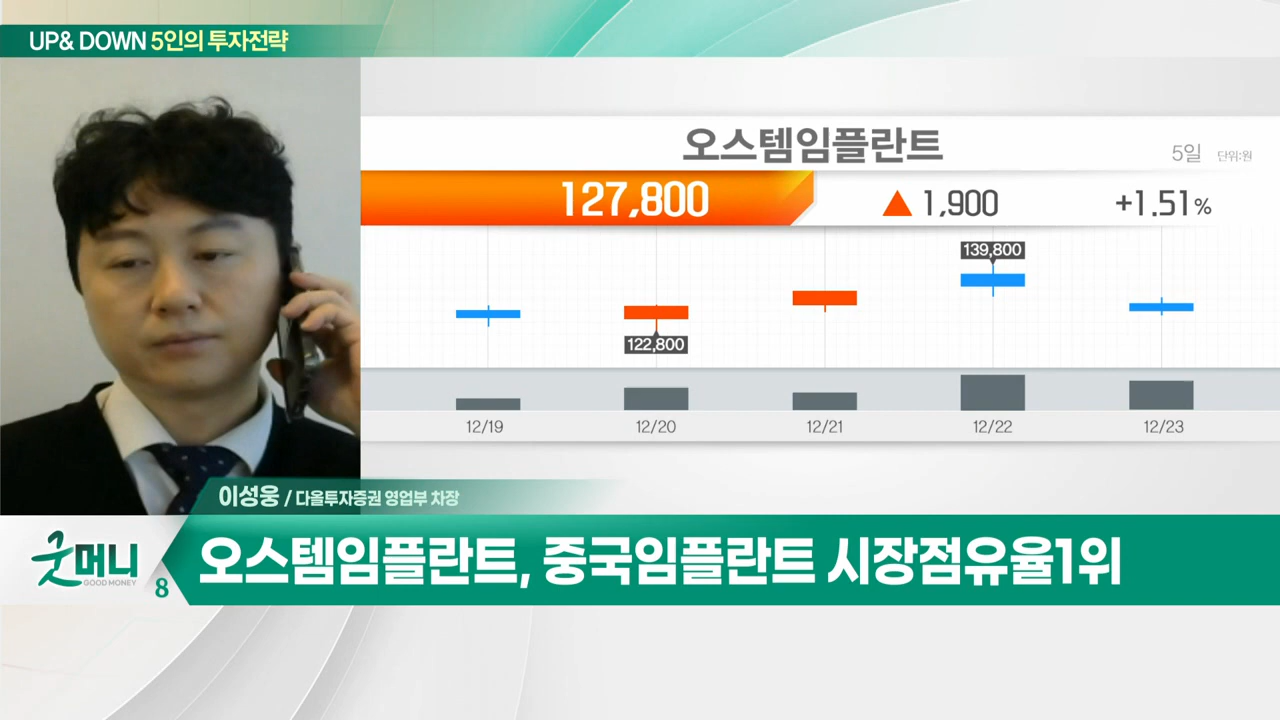 UP& DOWN 5인의 투자전략
오스템임플란트
5일 단위:원
127,800 ▲ 1,900 +1.51%
139,800
122,800
12/19 12/20 12/21 12/22 12/23
이성웅 / 다올투자증권 영업부 차장
굿머니
GOOD MONEY
8
오스템임플란트, 중국임플란트 시장점유율1위